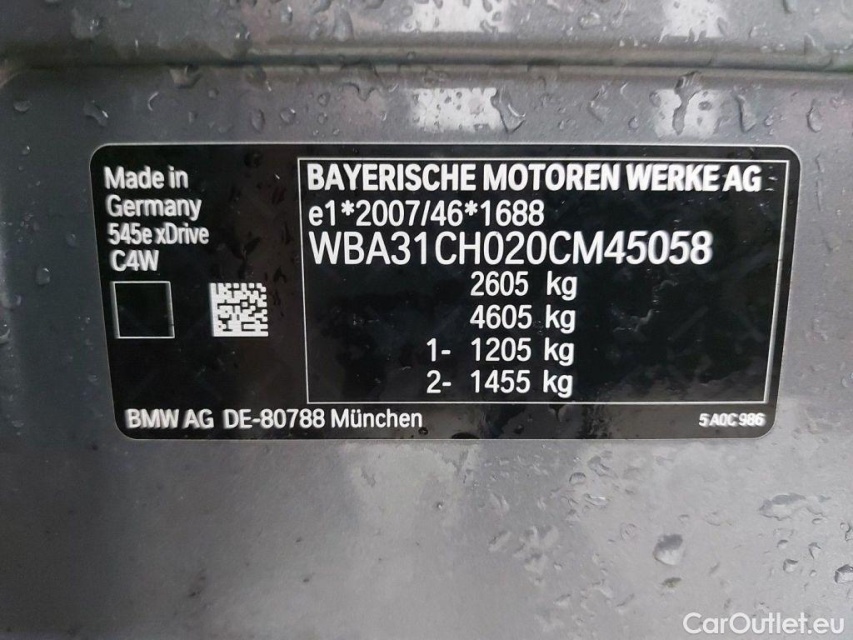 Made in
Germany
545e xDrive
C4W
BAYERISCHE MOTOREN WERKE AG
e1*2007/46*1688
WBA31CH020CM45058
2605 kg
4605 kg
1- 1205 kg
2- 1455 kg
BMW AG DE-80788 München
5A0C986
CarOutlet.eu